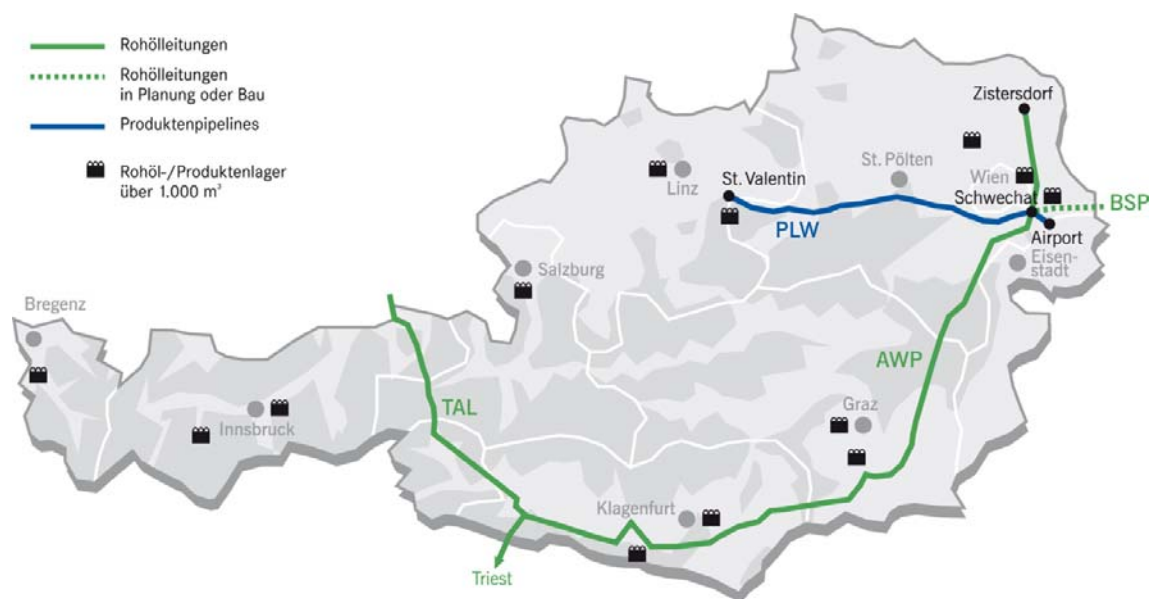 Rohölleitungen
Rohölleitungen
in Planung oder Bau
Produktenpipelines
Rohöl-/Produktenlager
über 1.000 m³
Zistersdorf
St. Pölten
Linz
St. Valentin
Wien
Schwechat
BSP
PLW
Airport
Eisen-
stadt
Salzburg
Bregenz
AWP
TAL
Graz
Innsbruck
Klagenfurt
Triest